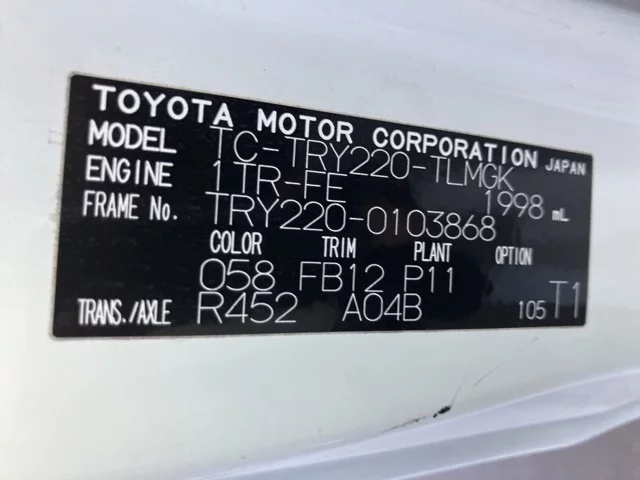 TOYOTA MOTOR CORPORATION JAPAN
MODEL TC-TRY220-TLMGK
ENGINE 1TR-FE 1998 mL
FRAME No. TRY220-0103868
COLOR TRIM PLANT OPTION
058 FB12 P11
TRANS./AXLE R452 A04B 105 T1